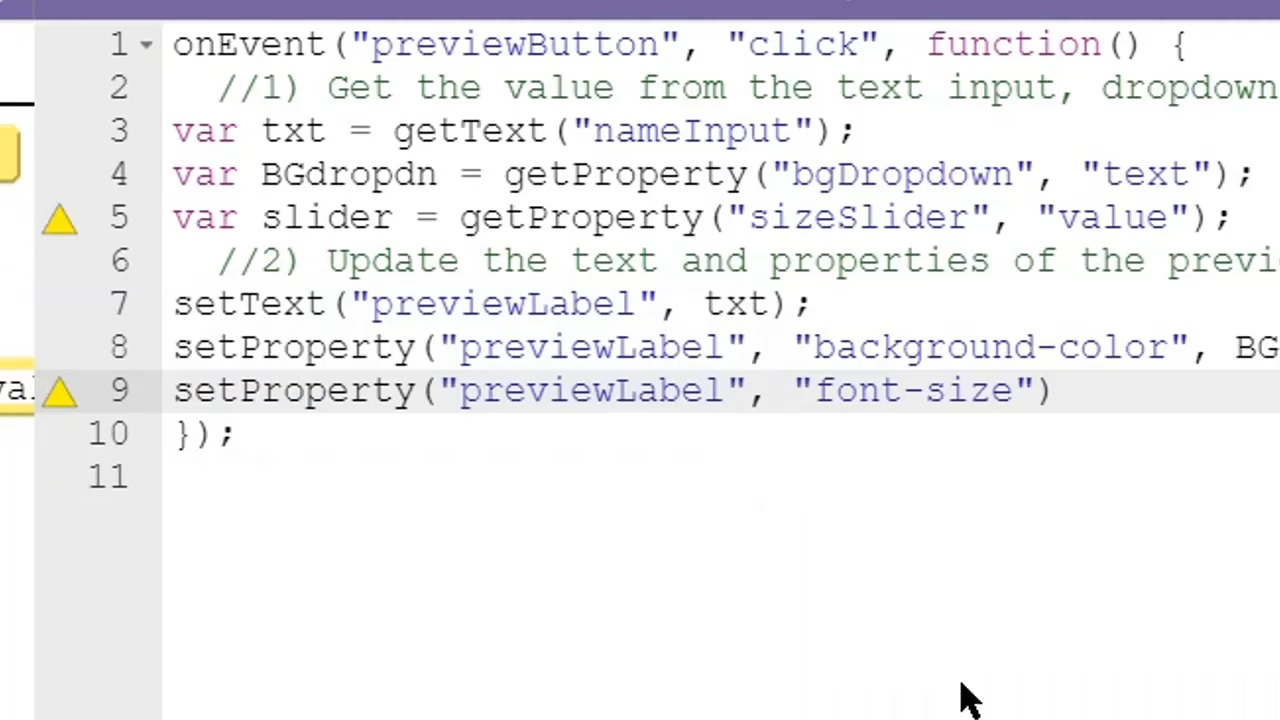 1 onEvent("previewButton", "click", function() {
2 //1) Get the value from the text input, dropdown
3 var txt = getText("nameInput");
4 var BGdropdn = getProperty("bgDropdown", "text");
5 var slider = getProperty("sizeSlider", "value");
6 //2) Update the text and properties of the previ
7 setText("previewLabel", txt);
8 setProperty("previewLabel", "background-color", BG
9 setProperty("previewLabel", "font-size")
10 });
11